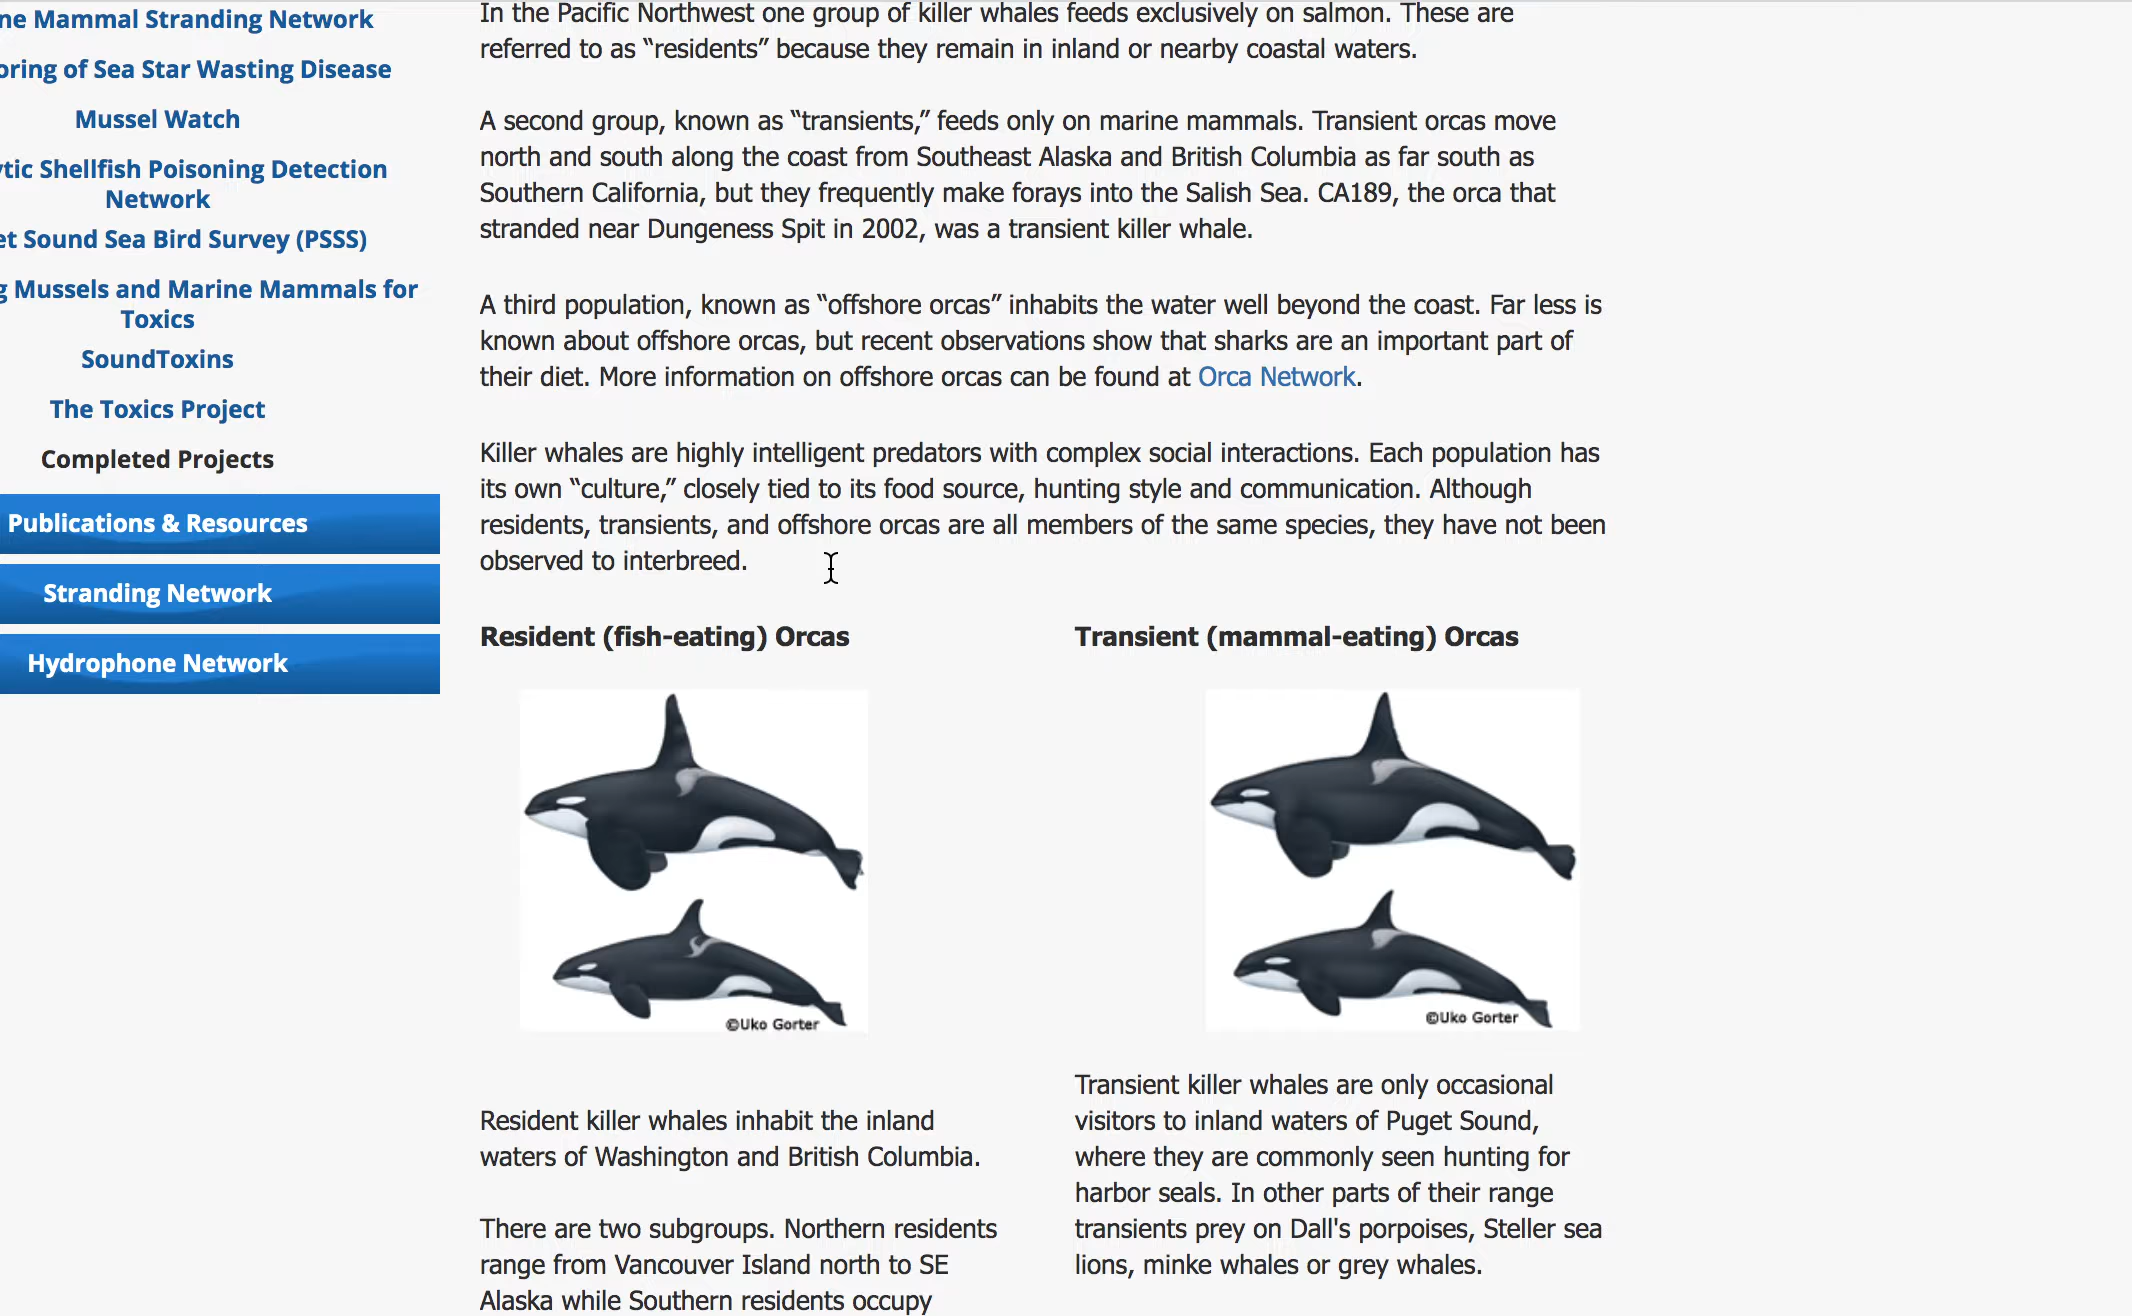 ne Mammal Stranding Network
oring of Sea Star Wasting Disease
Mussel Watch
ytic Shellfish Poisoning Detection
Network
et Sound Sea Bird Survey (PSSS)
g Mussels and Marine Mammals for
Toxics
SoundToxins
The Toxics Project
Completed Projects
Publications & Resources
Stranding Network
Hydrophone Network
In the Pacific Northwest one group of killer whales feeds exclusively on salmon. These are
referred to as “residents” because they remain in inland or nearby coastal waters.
A second group, known as “transients,” feeds only on marine mammals. Transient orcas move
north and south along the coast from Southeast Alaska and British Columbia as far south as
Southern California, but they frequently make forays into the Salish Sea. CA189, the orca that
stranded near Dungeness Spit in 2002, was a transient killer whale.
A third population, known as “offshore orcas” inhabits the water well beyond the coast. Far less is
known about offshore orcas, but recent observations show that sharks are an important part of
their diet. More information on offshore orcas can be found at Orca Network.
Killer whales are highly intelligent predators with complex social interactions. Each population has
its own “culture,” closely tied to its food source, hunting style and communication. Although
residents, transients, and offshore orcas are all members of the same species, they have not been
observed to interbreed.
Resident (fish-eating) Orcas
©Uko Gorter
Resident killer whales inhabit the inland
waters of Washington and British Columbia.
There are two subgroups. Northern residents
range from Vancouver Island north to SE
Alaska while Southern residents occupy
Transient (mammal-eating) Orcas
©Uko Gorter
Transient killer whales are only occasional
visitors to inland waters of Puget Sound,
where they are commonly seen hunting for
harbor seals. In other parts of their range
transients prey on Dall's porpoises, Steller sea
lions, minke whales or grey whales.